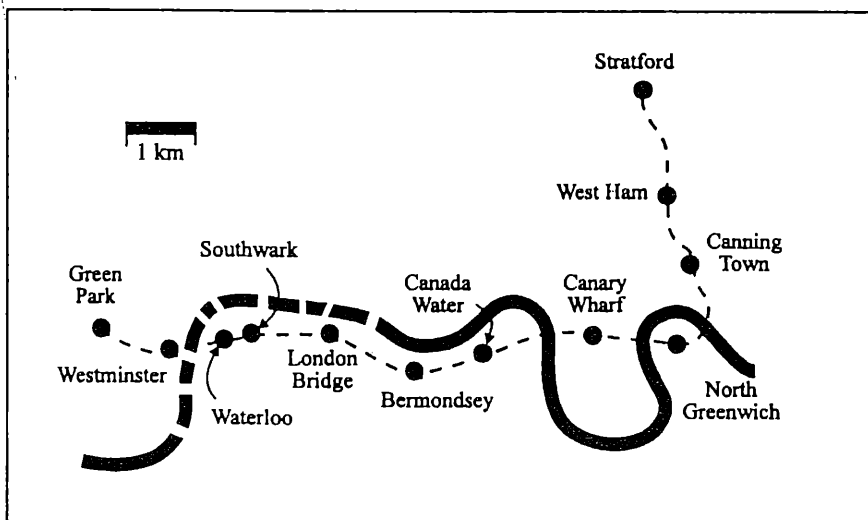 Stratford
1 km
West Ham
Southwark
Canning
Town
Green
Park
Canada
Water
Canary
Wharf
Westminster
London
Bridge
Waterloo
Bermondsey
North
Greenwich